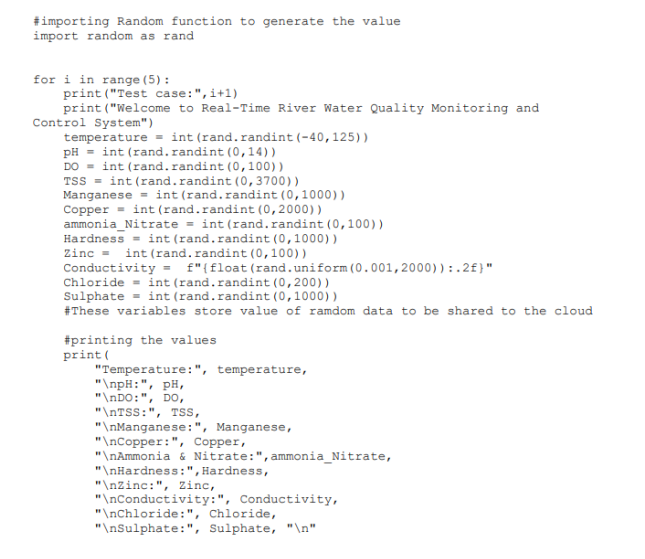 #importing Random function to generate the value
import random as rand
for i in range(5):
    print("Test case:",i+1)
    print("Welcome to Real-Time River Water Quality Monitoring and
Control System")
    temperature = int(rand.randint(-40,125))
    pH = int(rand.randint(0,14))
    DO = int(rand.randint(0,100))
    TSS = int(rand.randint(0,3700))
    Manganese = int(rand.randint(0,1000))
    Copper = int(rand.randint(0,2000))
    ammonia_Nitrate = int(rand.randint(0,100))
    Hardness = int(rand.randint(0,1000))
    Zinc =  int(rand.randint(0,100))
    Conductivity =  f"{float(rand.uniform(0.001,2000)):.2f}"
    Chloride = int(rand.randint(0,200))
    Sulphate = int(rand.randint(0,1000))
    #These variables store value of ramdom data to be shared to the cloud
    #printing the values
    print(
        "Temperature:", temperature,
        "\npH:", pH,
        "\nDO:", DO,
        "\nTSS:", TSS,
        "\nManganese:", Manganese,
        "\nCopper:", Copper,
        "\nAmmonia & Nitrate:",ammonia_Nitrate,
        "\nHardness:",Hardness,
        "\nZinc:", Zinc,
        "\nConductivity:", Conductivity,
        "\nChloride:", Chloride,
        "\nSulphate:", Sulphate, "\n"